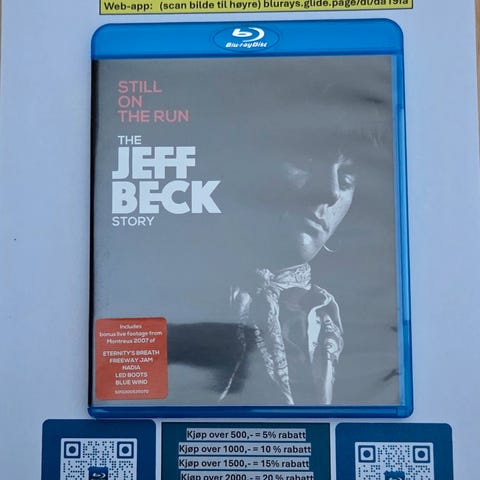 Web-app: (scan bilde til høyre) blurays.glide.page/dl/da19fa
Blu-ray Disc
STILL
ON
THE RUN
THE
JEFF
BECK
STORY
Includes
bonus live footage from
Montreux 2007 of
ETERNITY'S BREATH
FREEWAY JAM
NADIA
LED BOOTS
BLUE WIND
Kjøp over 500,- = 5% rabatt
Kjøp over 1000,- = 10 % rabatt
Kjøp over 1500,- = 15% rabatt
Kjøp over 2000,- = 20 % rabatt